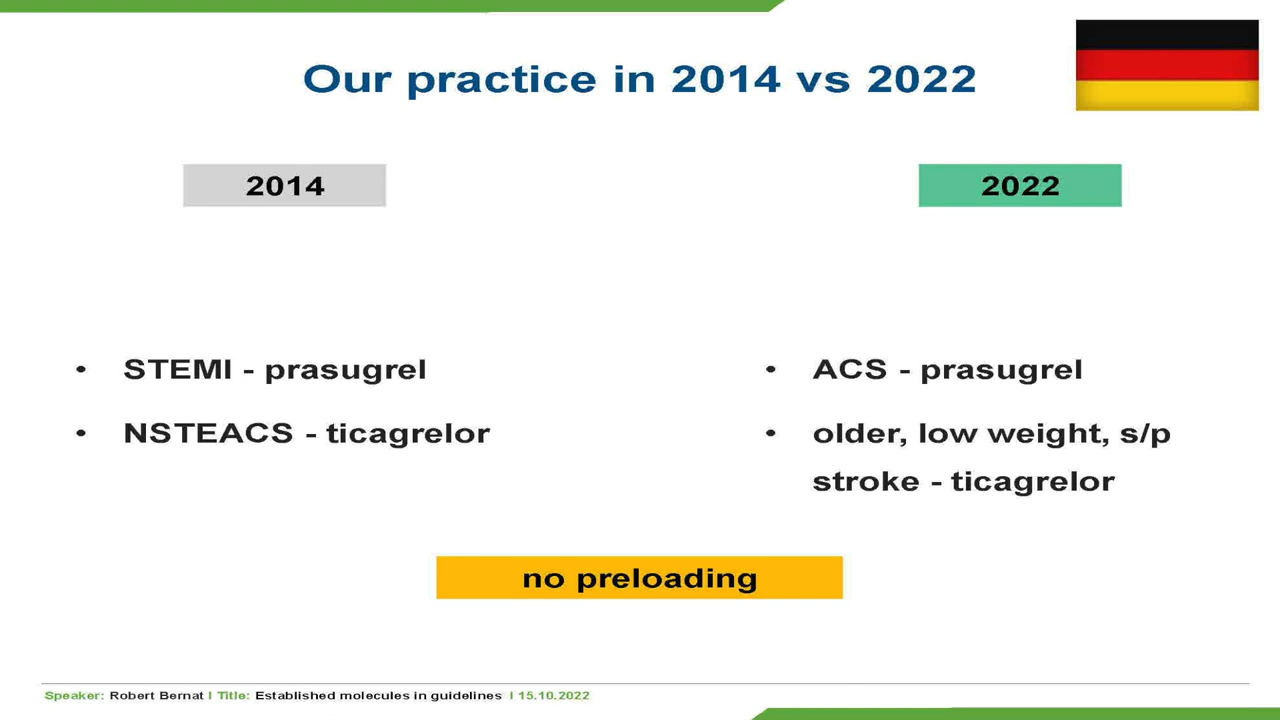 Our practice in 2014 vs 2022
2014
2022
• STEMI - prasugrel
• NSTEACS - ticagrelor
• ACS - prasugrel
• older, low weight, s/p
stroke - ticagrelor
no preloading
Speaker: Robert Bernat I Title: Established molecules in guidelines I 15.10.2022